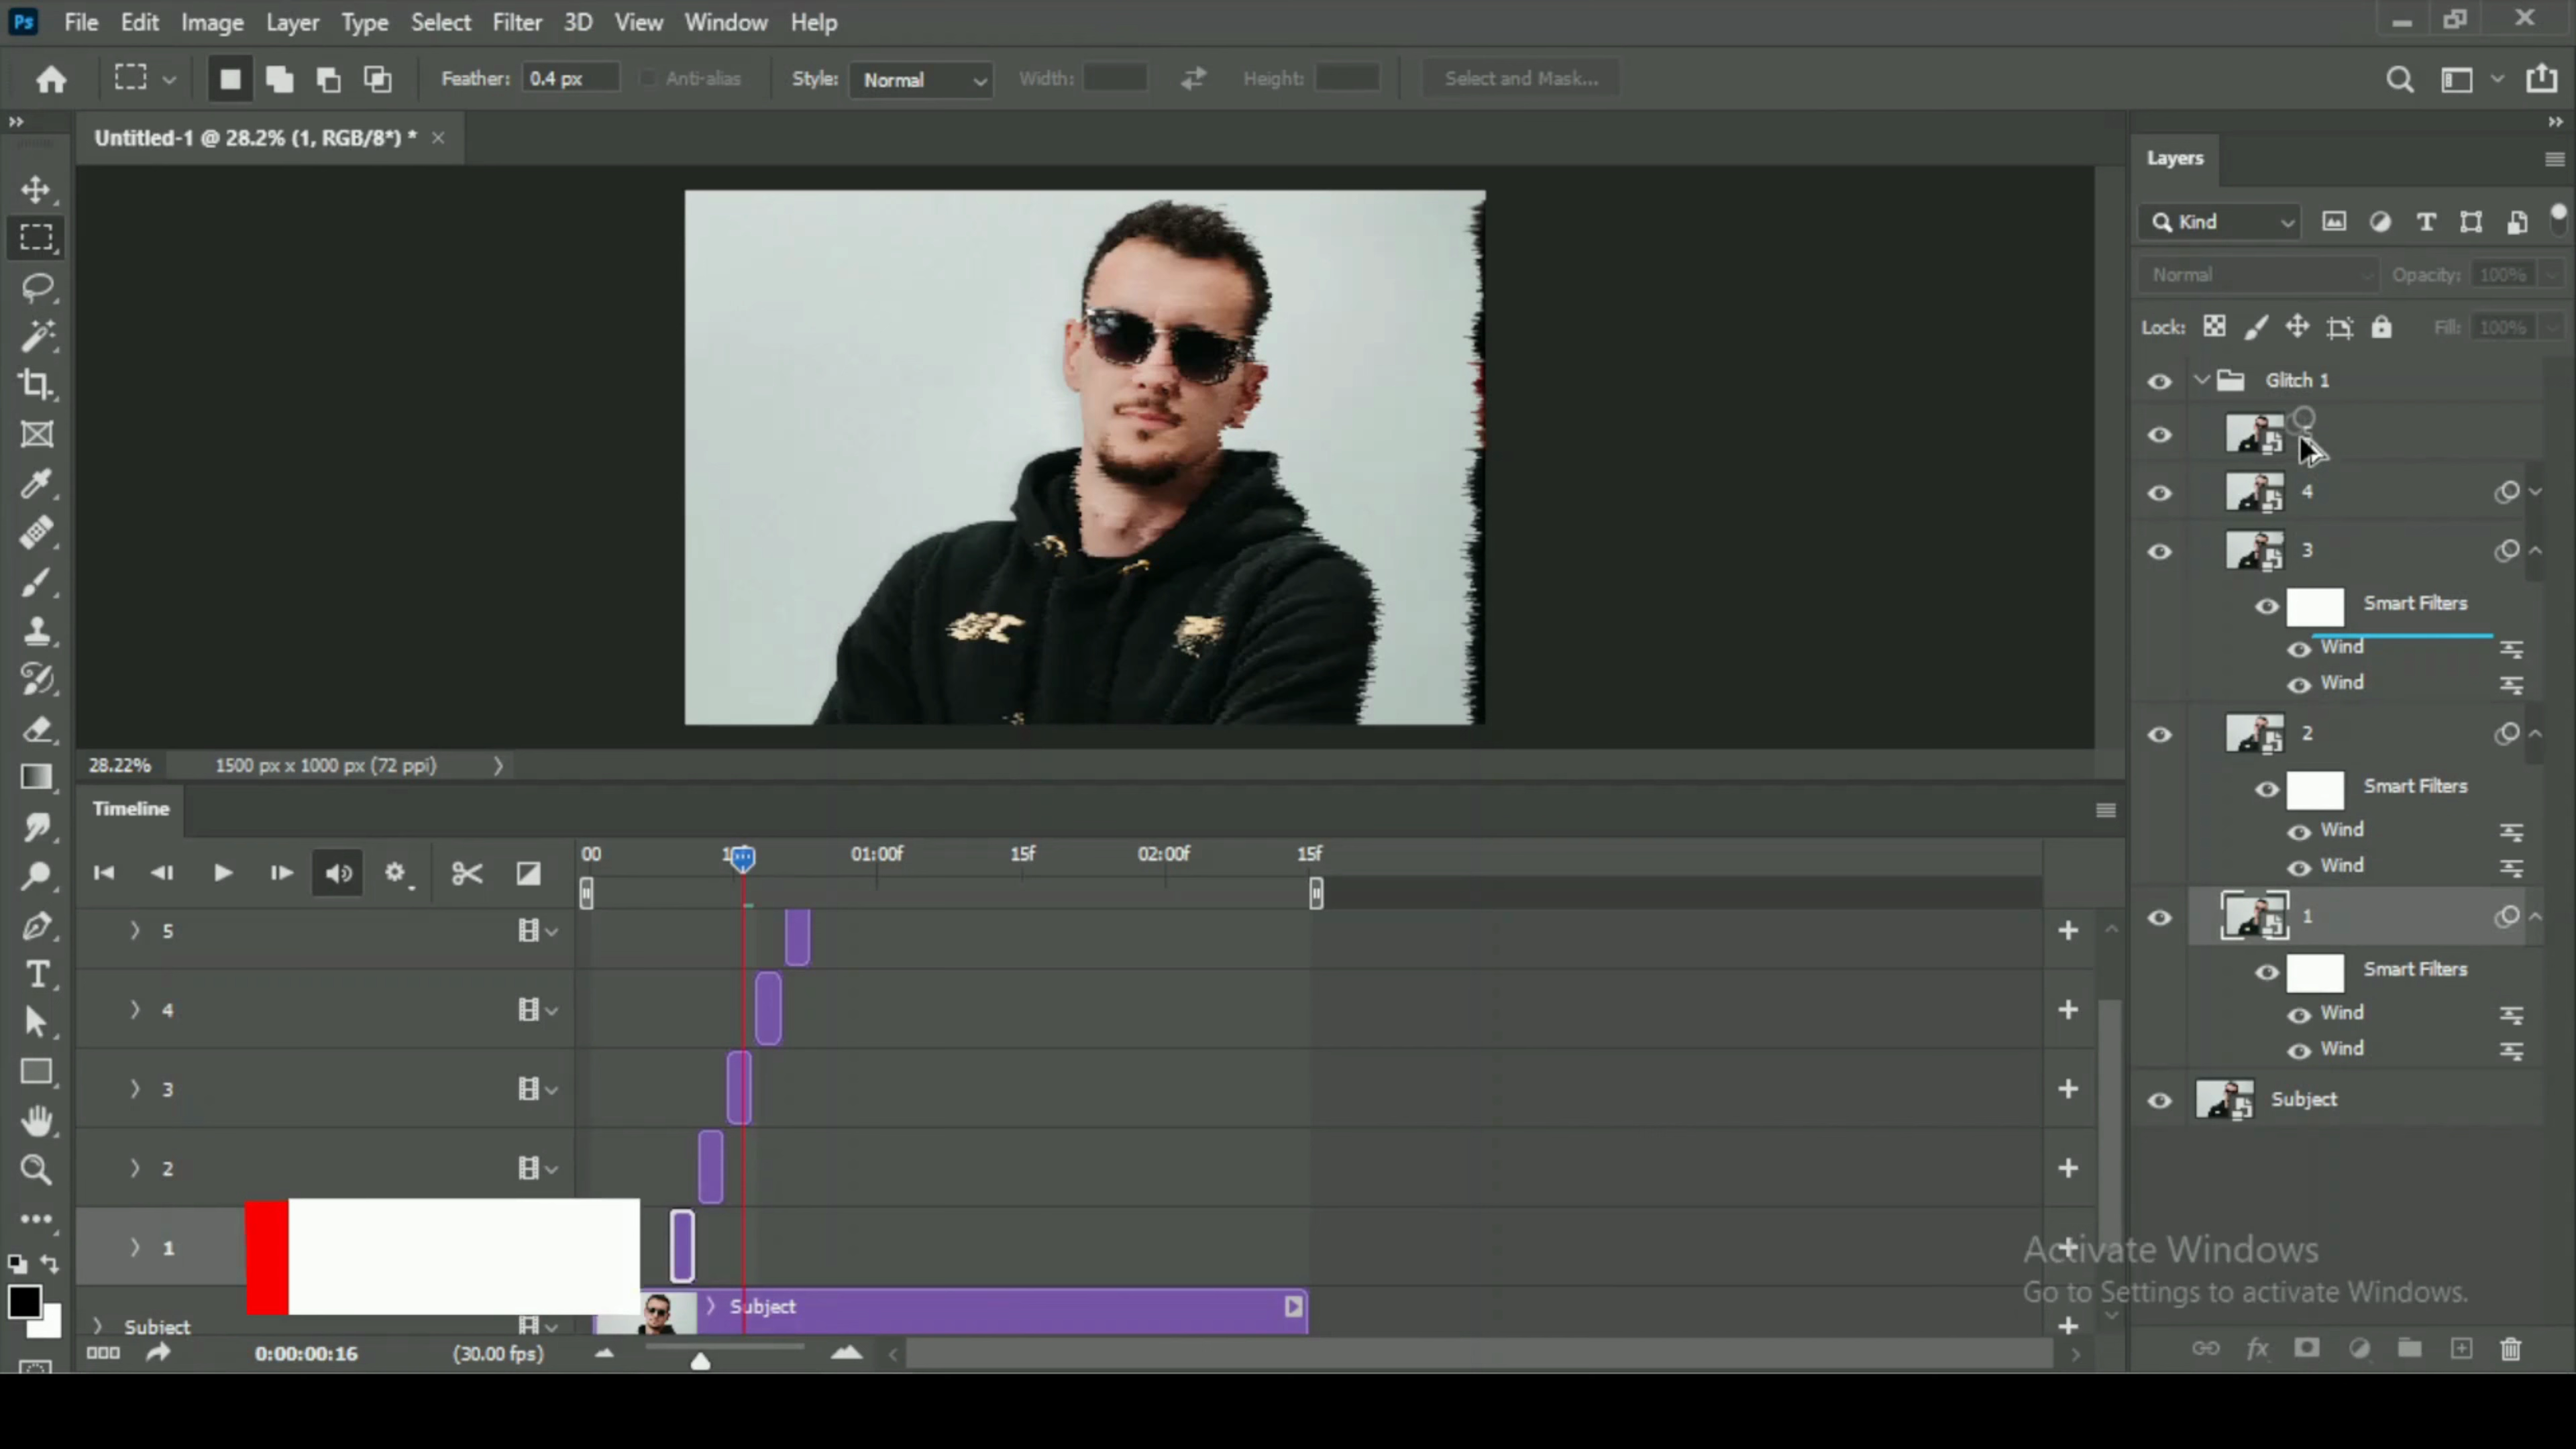 Ps File Edit Image Layer Type Select Filter 3D View Window Help
Feather: 0.4 px Anti-alias Style: Normal Width: Height: Select and Mask...
Untitled-1 @ 28.2% (1, RGB/8*) * ×
Layers
Kind
Normal Opacity: 100%
Lock: Fill: 100%
Glitch 1
4
3
Smart Filters
Wind
Wind
2
Smart Filters
Wind
Wind
1
Smart Filters
Wind
Wind
Subject
28.22% 1500 px x 1000 px (72 ppi)
Timeline
00 01:00f 15f 02:00f 15f
5
4
3
2
1
Subject
Subject
0:00:00:16 (30.00 fps)
Activate Windows
Go to Settings to activate Windows.